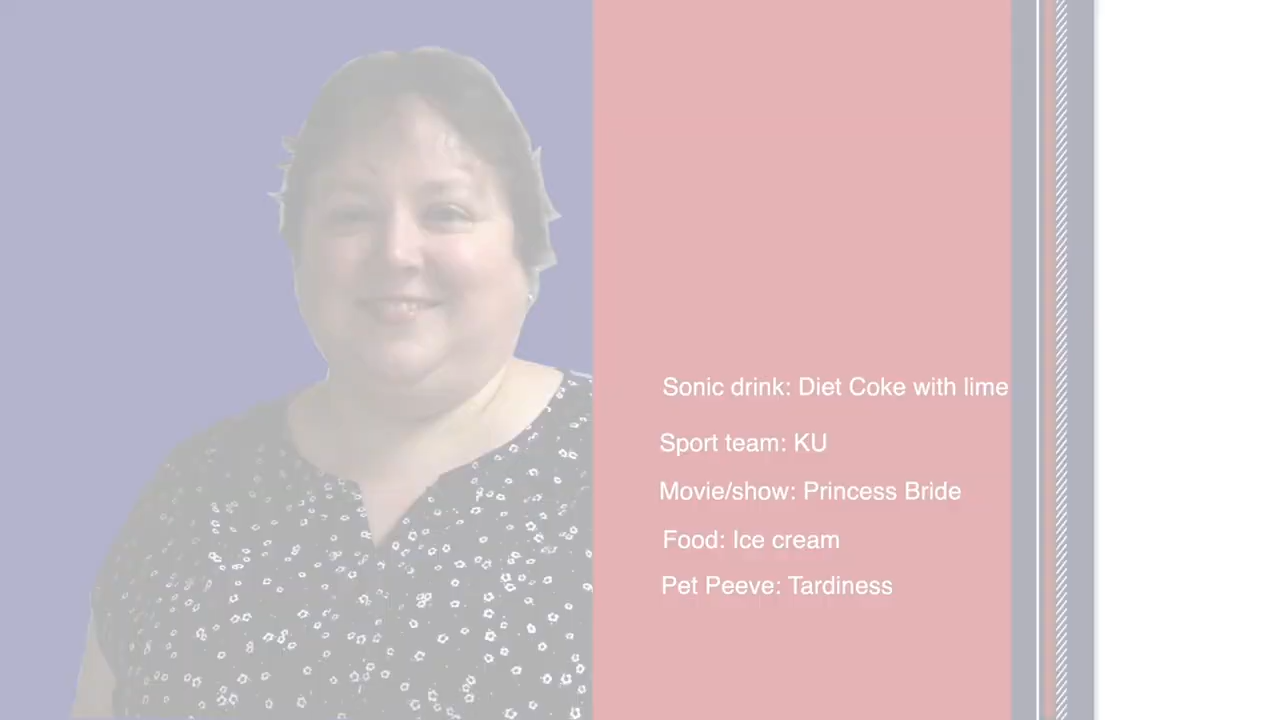 Sonic drink: Diet Coke with lime
Sport team: KU
Movie/show: Princess Bride
Food: Ice cream
Pet Peeve: Tardiness